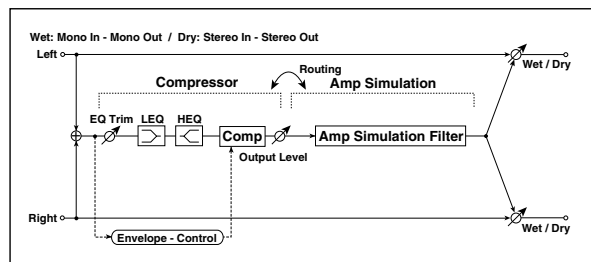 Wet: Mono In - Mono Out / Dry: Stereo In - Stereo Out
Left
Wet / Dry
Routing
Compressor
Amp Simulation
EQ Trim
LEQ
HEQ
Comp
Output Level
Amp Simulation Filter
Right
Wet / Dry
Envelope - Control